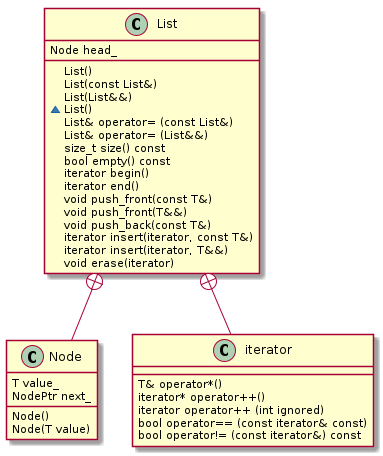 C List
Node head_
List()
List(const List&)
List(List&&)
List()
List& operator= (const List&)
List& operator= (List&&)
size_t size() const
bool empty() const
iterator begin()
iterator end()
void push_front(const T&)
void push_front(T&&)
void push_back(const T&)
iterator insert(iterator, const T&)
iterator insert(iterator, T&&)
void erase(iterator)
C Node
T value_
NodePtr next_
Node()
Node(T value)
C iterator
T& operator*()
iterator* operator++()
iterator operator++ (int ignored)
bool operator== (const iterator& const)
bool operator!= (const iterator&) const